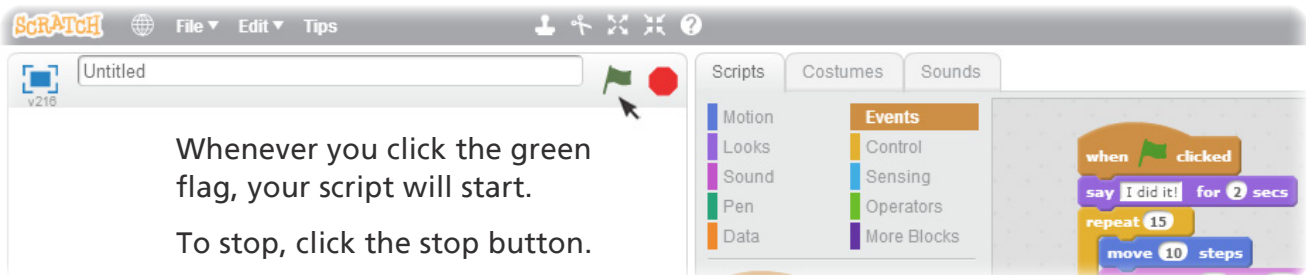 SCRATCH File Edit Tips ?
v216
Untitled
Whenever you click the green
flag, your script will start.
To stop, click the stop button.
Scripts Costumes Sounds
Motion Events
Looks Control
Sound Sensing
Pen Operators
Data More Blocks
when clicked
say I did it! for 2 secs
repeat 15
move 10 steps